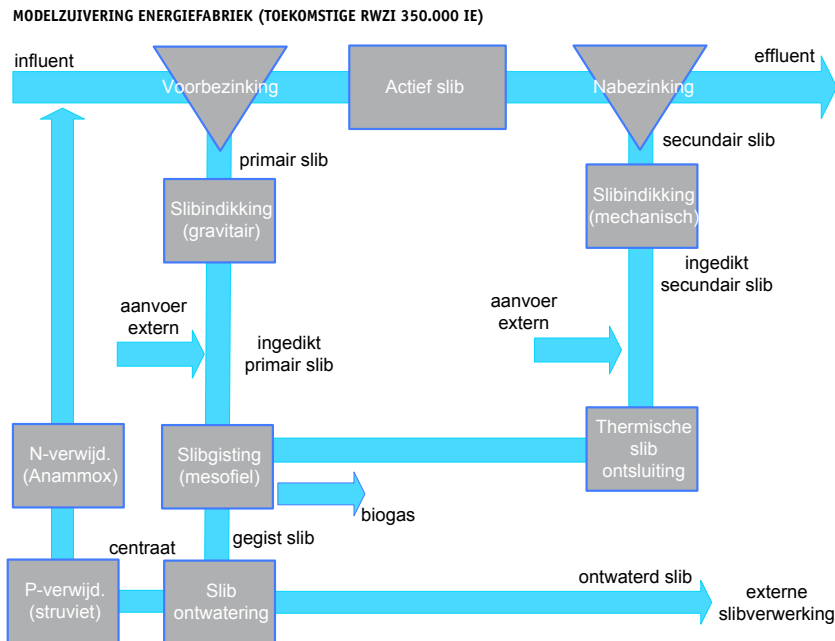 MODELZUIVERING ENERGIEFABRIEK (TOEKOMSTIGE RWZI 350.000 IE)
influent
Voorbezinking
Actief slib
Nabezinking
effluent
primair slib
secundair slib
Slibindikking
(gravitair)
Slibindikking
(mechanisch)
ingedikt
secundair slib
aanvoer
extern
ingedikt
primair slib
aanvoer
extern
N-verwijd.
(Anammox)
Slibgisting
(mesofiel)
Thermische
slib
ontsluiting
biogas
centraat
gegist slib
P-verwijd.
(struviet)
Slib
ontwatering
ontwaterd slib
externe
slibverwerking